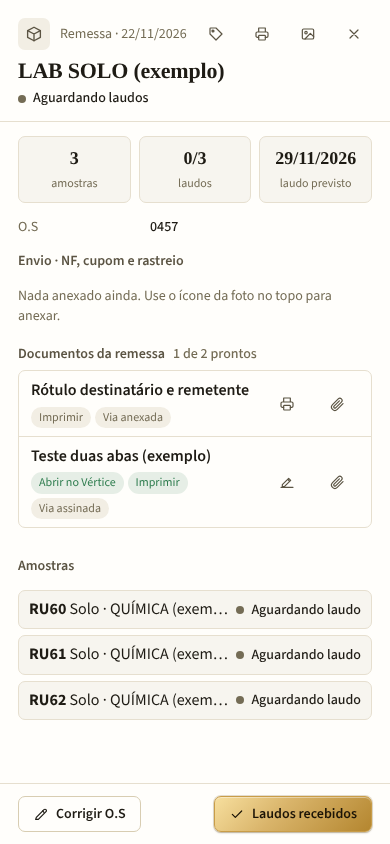 Remessa · 22/11/2026
LAB SOLO (exemplo)
Aguardando laudos
3
amostras
0/3
laudos
29/11/2026
laudo previsto
O.S 0457
Envio · NF, cupom e rastreio
Nada anexado ainda. Use o ícone da foto no topo para
anexar.
Documentos da remessa 1 de 2 prontos
Rótulo destinatário e remetente
Imprimir Via anexada
Teste duas abas (exemplo)
Abrir no Vértice Imprimir
Via assinada
Amostras
RU60 Solo · QUÍMICA (exem… Aguardando laudo
RU61 Solo · QUÍMICA (exem… Aguardando laudo
RU62 Solo · QUÍMICA (exem… Aguardando laudo
Corrigir O.S Laudos recebidos